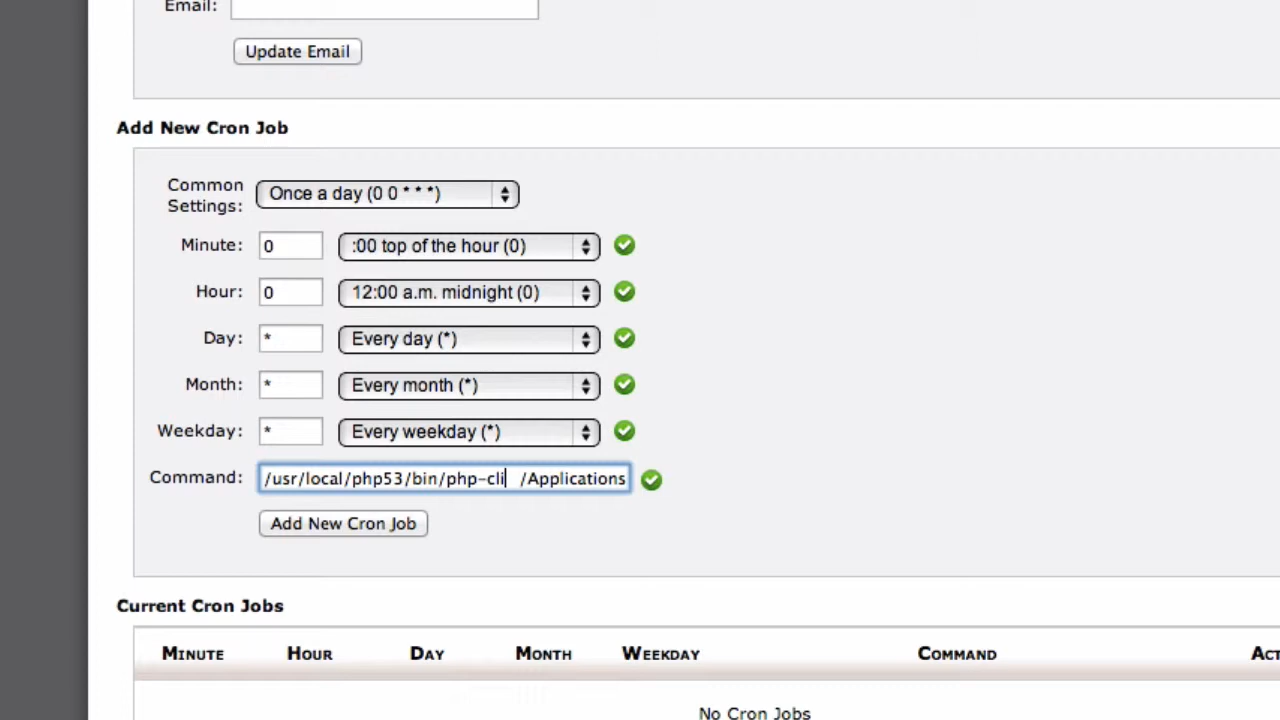 Email:
Update Email
Add New Cron Job
Common Settings: Once a day (0 0 * * *)
Minute: 0 :00 top of the hour (0)
Hour: 0 12:00 a.m. midnight (0)
Day: * Every day (*)
Month: * Every month (*)
Weekday: * Every weekday (*)
Command: /usr/local/php53/bin/php-cli /Applications
Add New Cron Job
Current Cron Jobs
MINUTE HOUR DAY MONTH WEEKDAY COMMAND ACT
No Cron Jobs